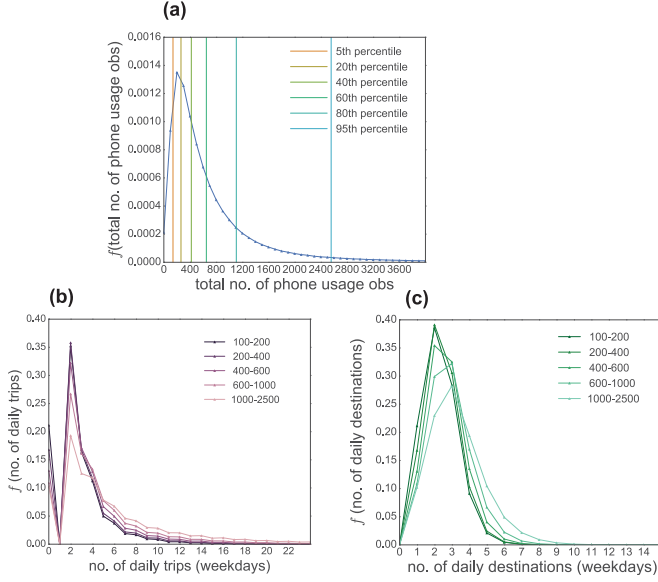 (a)
0.0016
0.0014
0.0012
0.0010
0.0008
0.0006
0.0004
0.0002
0.0000
f(total no. of phone usage obs)
5th percentile
20th percentile
40th percentile
60th percentile
80th percentile
95th percentile
0 400 800 1200 1600 2000 2400 2800 3200 3600
total no. of phone usage obs
(b)
0.40
0.35
0.30
0.25
0.20
0.15
0.10
0.05
0.00
f (no. of daily trips)
100-200
200-400
400-600
600-1000
1000-2500
0 2 4 6 8 10 12 14 16 18 20 22
no. of daily trips (weekdays)
(c)
0.40
0.35
0.30
0.25
0.20
0.15
0.10
0.05
0.00
f (no. of daily destinations)
100-200
200-400
400-600
600-1000
1000-2500
0 1 2 3 4 5 6 7 8 9 10 11 12 13 14
no. of daily destinations (weekdays)